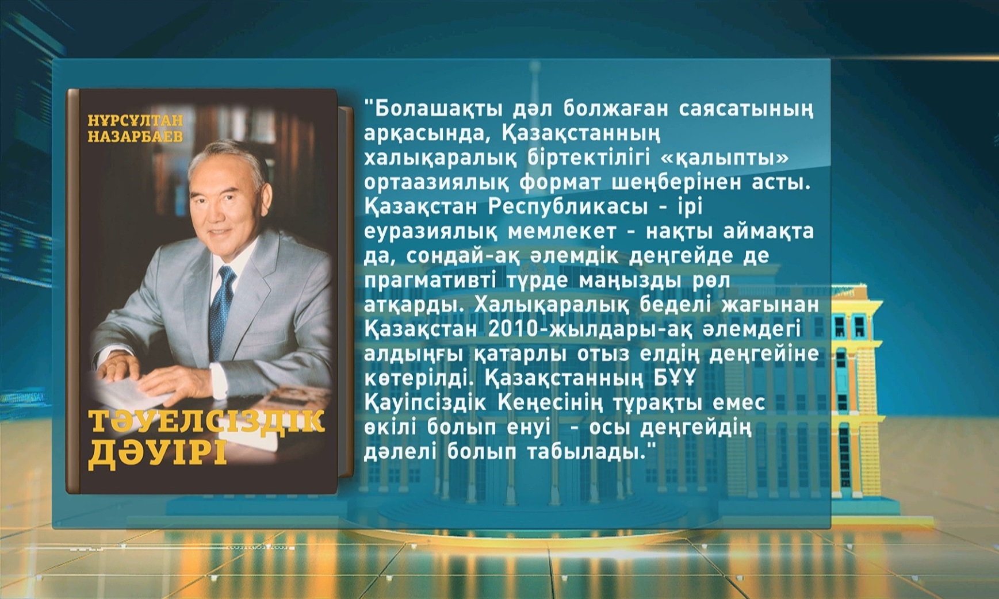 НҰРСҰЛТАН
НАЗАРБАЕВ
ТӘУЕЛСІЗДІК
ДӘУІРІ
"Болашақты дәл болжаған саясатының
арқасында, Қазақстанның
халықаралық біртектілігі «қалыпты»
ортаазиялық формат шеңберінен асты.
Қазақстан Республикасы - ірі
еуразиялық мемлекет - нақты аймақта
да, сондай-ақ әлемдік деңгейде де
прагмативті түрде маңызды рөл
атқарды. Халықаралық беделі жағынан
Қазақстан 2010-жылдары-ақ әлемдегі
алдыңғы қатарлы отыз елдің деңгейіне
көтерілді. Қазақстанның БҰҰ
Қауіпсіздік Кеңесінің тұрақты емес
өкілі болып енуі  - осы деңгейдің
дәлелі болып табылады."